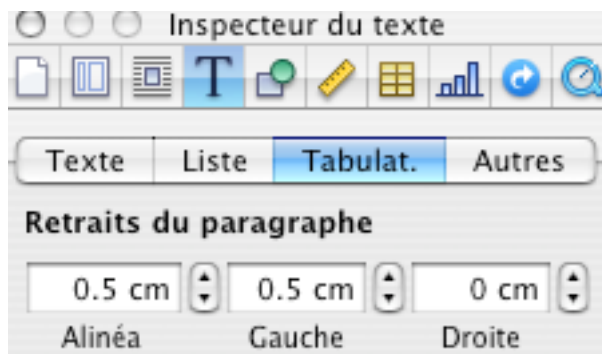 Inspecteur du texte
T
Texte Liste Tabulat. Autres
Retraits du paragraphe
0.5 cm 0.5 cm 0 cm
Alinéa Gauche Droite